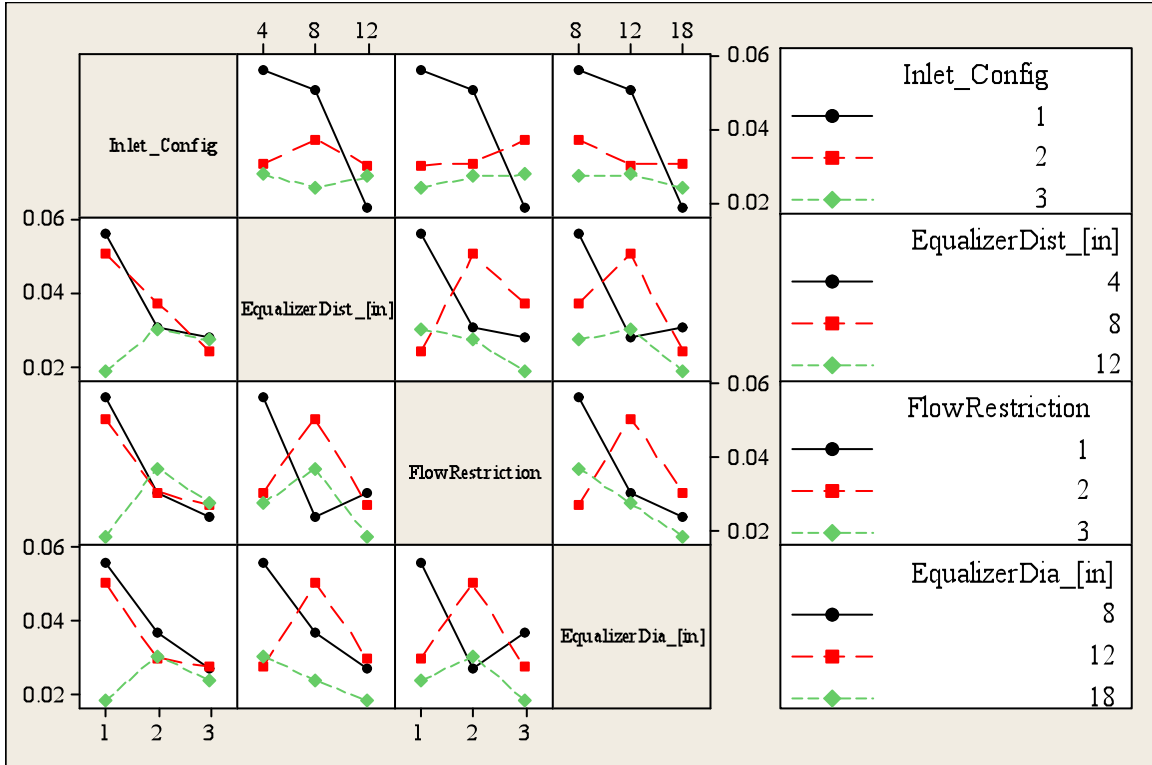 4 8 12 8 12 18
Inlet_Config
0.06
0.04
0.02
Inlet_Config
1
2
3
0.06
0.04
0.02
EqualizerDist_[in]
EqualizerDist_[in]
4
8
12
FlowRestriction
0.06
0.04
0.02
FlowRestriction
1
2
3
0.06
0.04
0.02
EqualizerDia_[in]
EqualizerDia_[in]
8
12
18
1 2 3 1 2 3